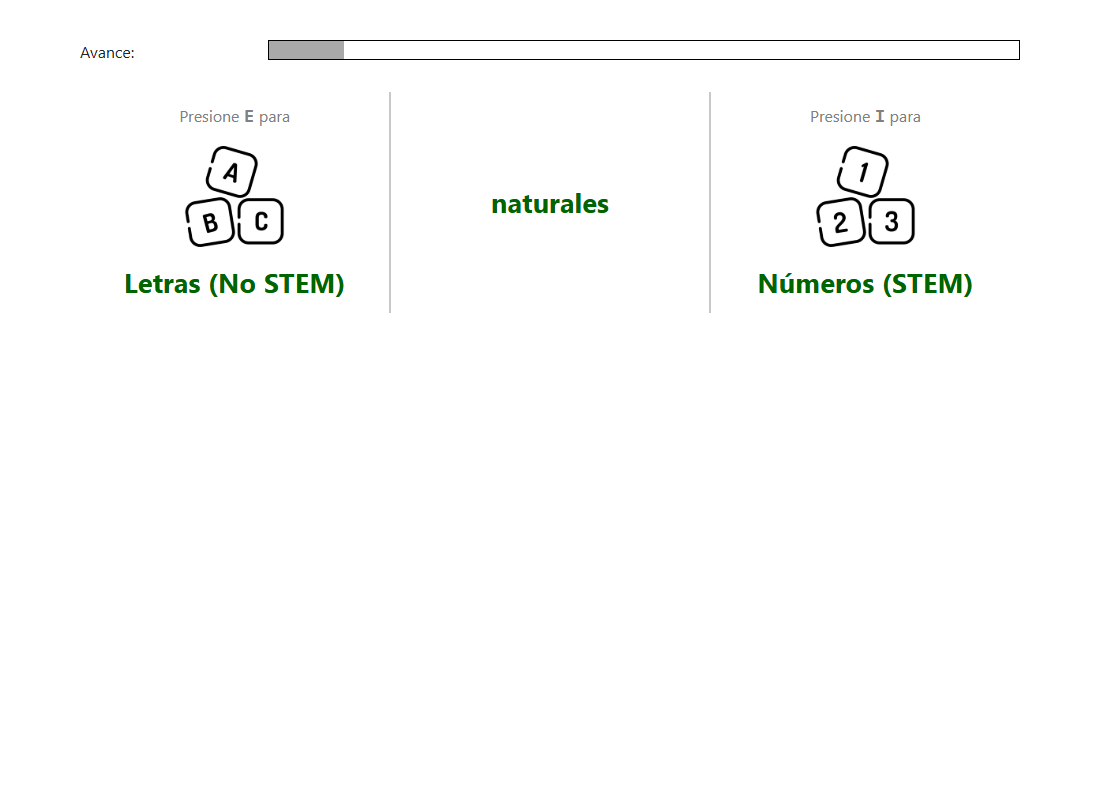 Avance:
Presione E para
A
B C
Letras (No STEM)
naturales
Presione I para
1
2 3
Números (STEM)